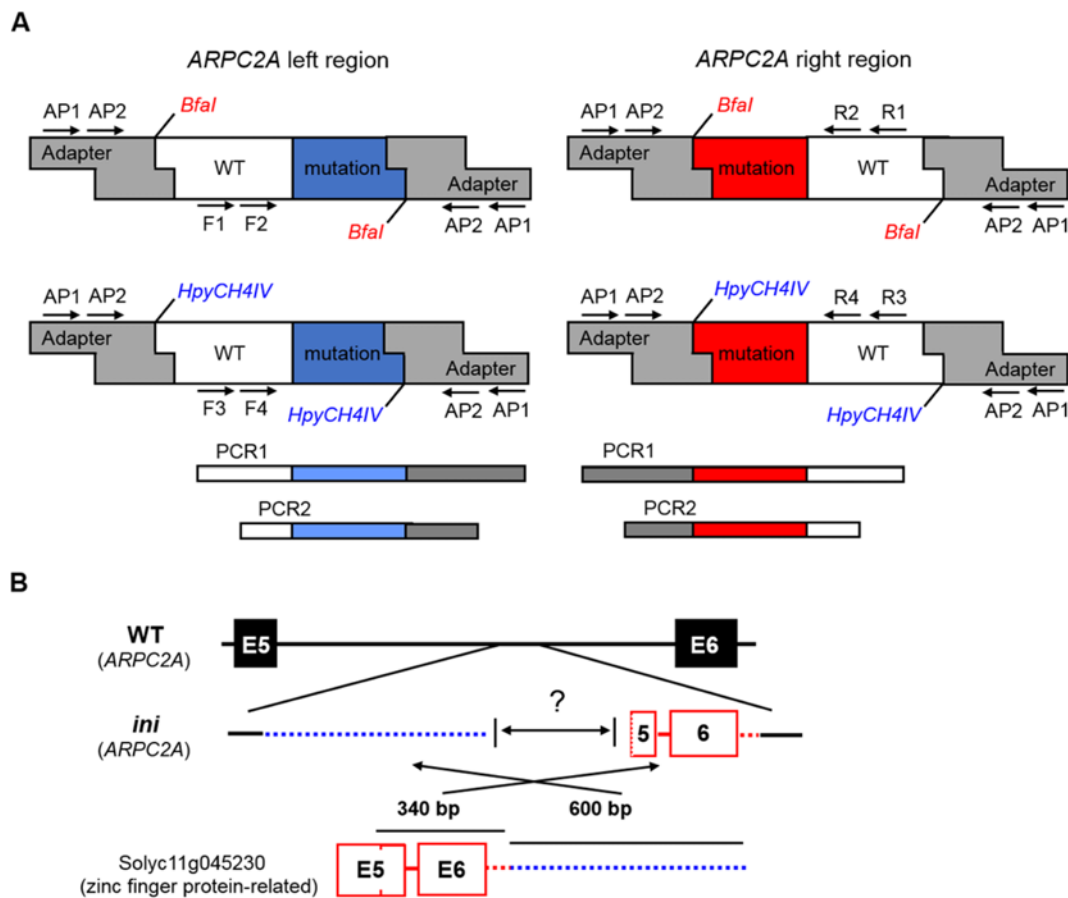 A
ARPC2A left region
ARPC2A right region
AP1 AP2 BfaI
Adapter WT mutation Adapter
F1 F2 BfaI AP2 AP1
AP1 AP2 BfaI R2 R1
Adapter mutation WT Adapter
BfaI AP2 AP1
AP1 AP2 HpyCH4IV
Adapter WT mutation Adapter
F3 F4 HpyCH4IV AP2 AP1
AP1 AP2 HpyCH4IV R4 R3
Adapter mutation WT Adapter
HpyCH4IV AP2 AP1
PCR1
PCR2
PCR1
PCR2
B
WT E5 E6
(ARPC2A)
?
ini 5 6
(ARPC2A)
340 bp 600 bp
Solyc11g045230 E5 E6
(zinc finger protein-related)